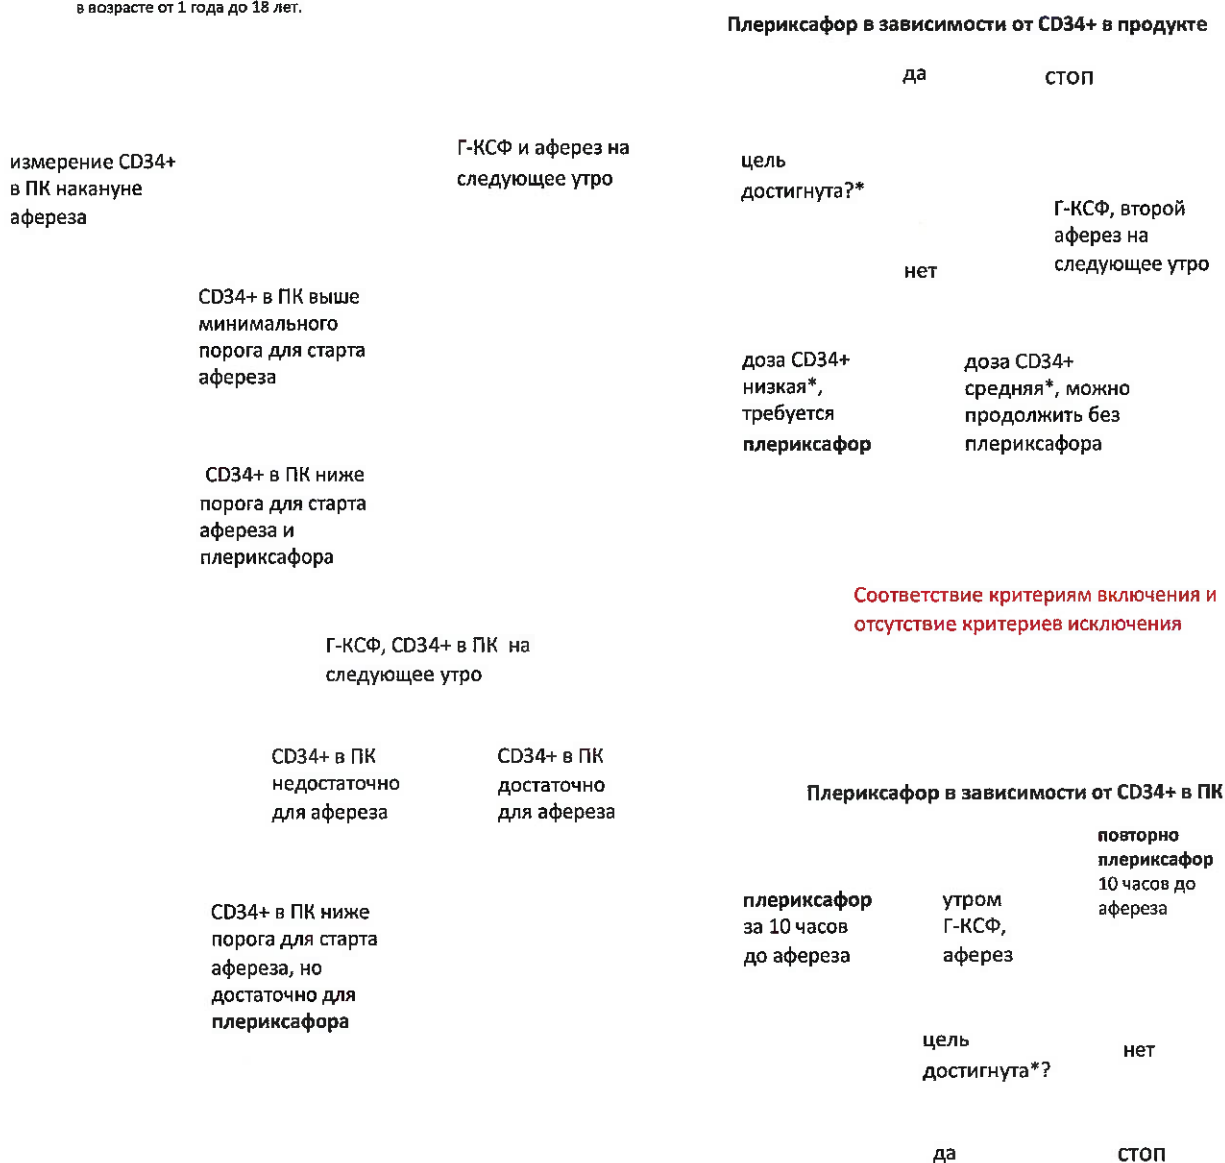 в возрасте от 1 года до 18 лет.
Плериксафор в зависимости от CD34+ в продукте
да
стоп
измерение CD34+
в ПК накануне
афереза
Г-КСФ и аферез на
следующее утро
цель
достигнута?*
Г-КСФ, второй
аферез на
следующее утро
нет
CD34+ в ПК выше
минимального
порога для старта
афереза
доза CD34+
низкая*,
требуется
плериксафор
доза CD34+
средняя*, можно
продолжить без
плериксафора
CD34+ в ПК ниже
порога для старта
афереза и
плериксафора
Соответствие критериям включения и
отсутствие критериев исключения
Г-КСФ, CD34+ в ПК на
следующее утро
CD34+ в ПК
недостаточно
для афереза
CD34+ в ПК
достаточно
для афереза
Плериксафор в зависимости от CD34+ в ПК
повторно
плериксафор
10 часов до
афереза
плериксафор
за 10 часов
до афереза
утром
Г-КСФ,
аферез
CD34+ в ПК ниже
порога для старта
афереза, но
достаточно для
плериксафора
цель
достигнута*?
нет
да
стоп